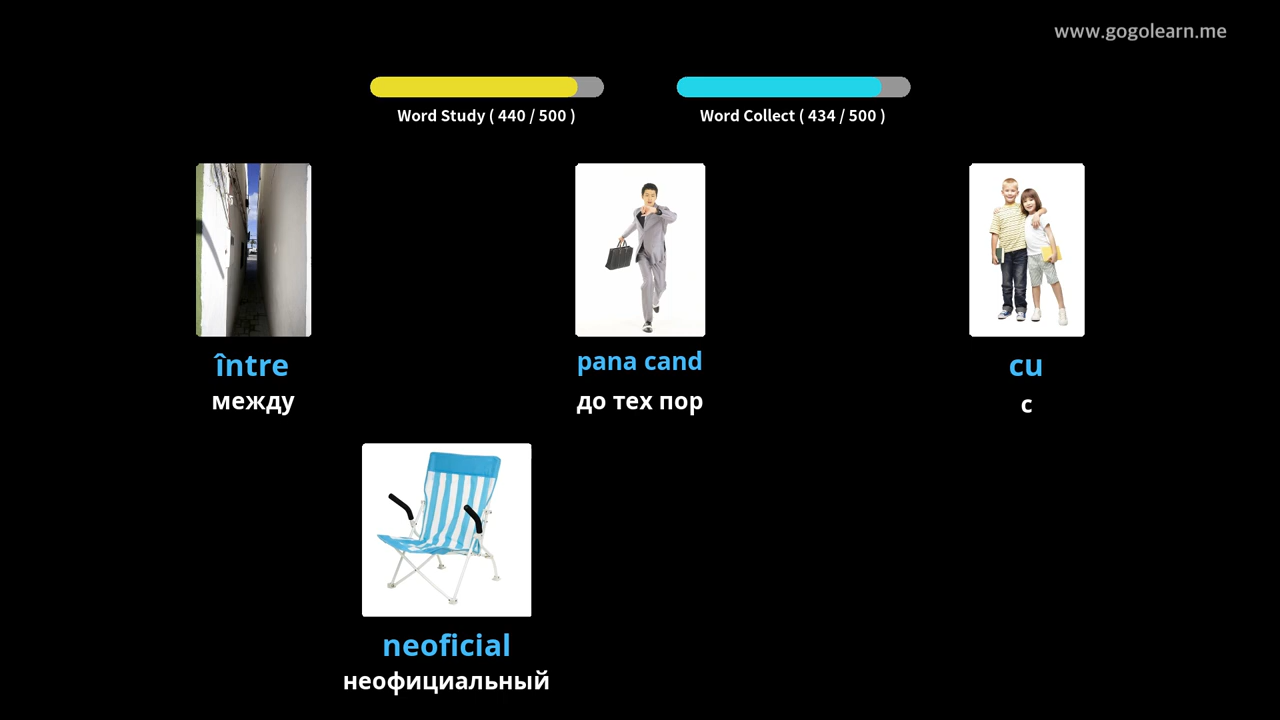 www.gogolearn.me
Word Study ( 440 / 500 )
Word Collect ( 434 / 500 )
între
между
pana cand
до тех пор
cu
с
neoficial
неофициальный